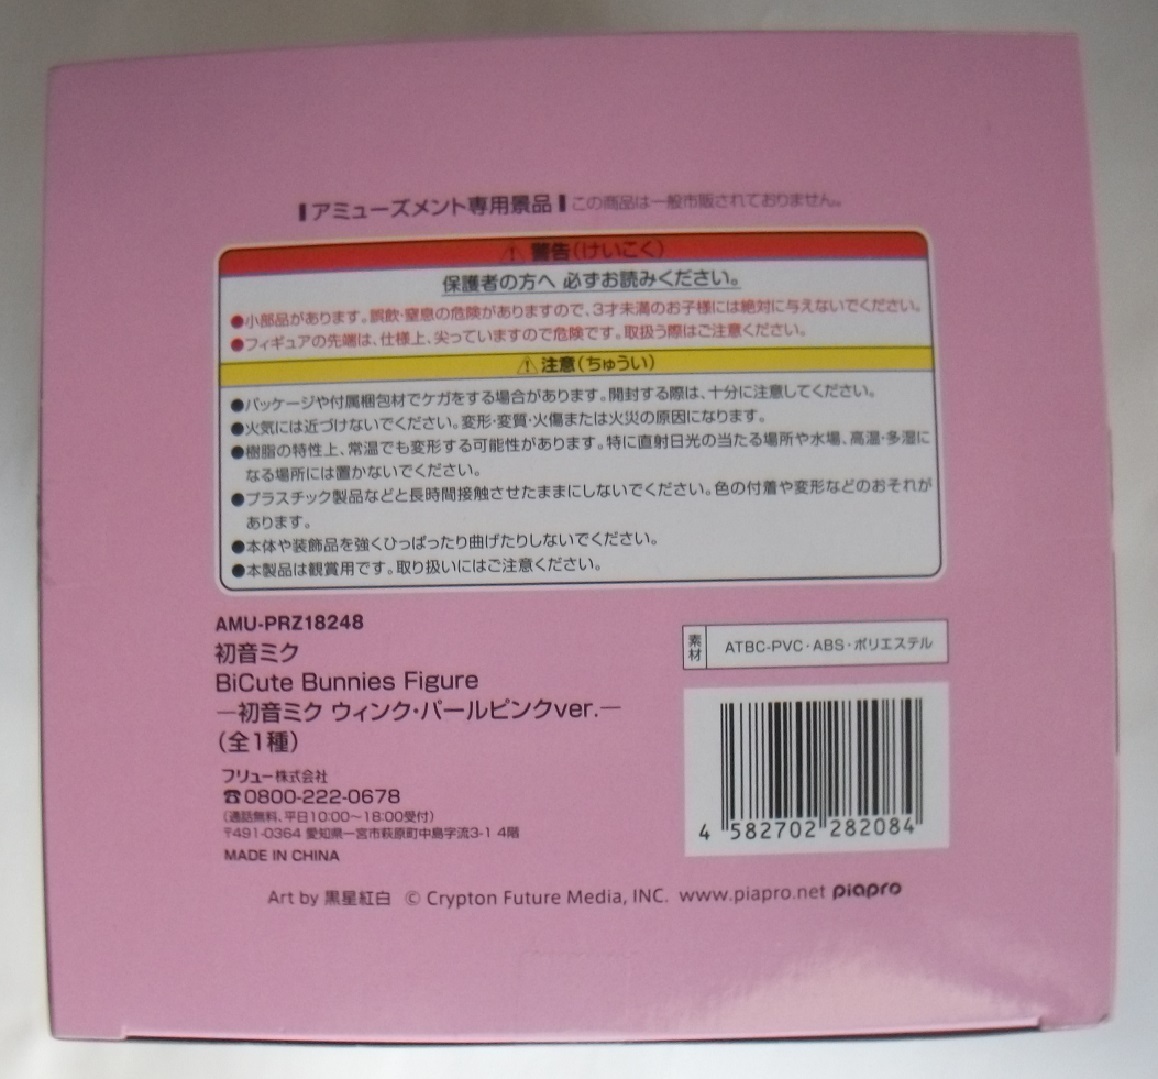 ▌アミューズメント専用景品▐ この商品は一般市販されておりません。
⚠ 警告(けいこく)
保護者の方へ 必ずお読みください。
●小部品があります。誤飲・窒息の危険がありますので、3才未満のお子様には絶対に与えないでください。
●フィギュアの先端は、仕様上、尖っていますので危険です。取扱う際はご注意ください。
⚠ 注意(ちゅうい)
●パッケージや付属梱包材でケガをする場合があります。開封する際は、十分に注意してください。
●火気には近づけないでください。変形・変質・火傷または火災の原因になります。
●樹脂の特性上、常温でも変形する可能性があります。特に直射日光の当たる場所や水場、高温・多湿に
なる場所には置かないでください。
●プラスチック製品などと長時間接触させたままにしないでください。色の付着や変形などのおそれが
あります。
●本体や装飾品を強くひっぱったり曲げたりしないでください。
●本製品は観賞用です。取り扱いにはご注意ください。
AMU-PRZ18248
初音ミク
BiCute Bunnies Figure
―初音ミク ウィンク・パールピンクver.―
(全1種)
フリュー株式会社
☎0800-222-0678
(通話無料、平日10:00～18:00受付)
〒491-0364 愛知県一宮市萩原町中島字流3-1 4階
MADE IN CHINA
素材 ATBC-PVC・ABS・ポリエステル
4 582702 282084
Art by 黒星紅白 © Crypton Future Media, INC. www.piapro.net piapro